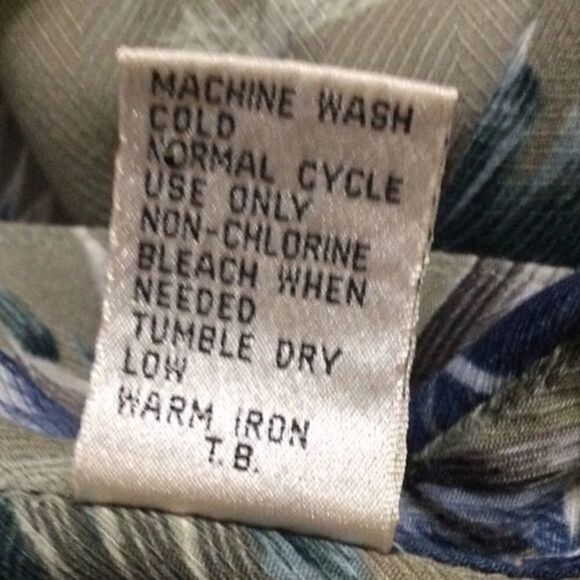 MACHINE WASH
COLD
NORMAL CYCLE
USE ONLY
NON-CHLORINE
BLEACH WHEN
NEEDED
TUMBLE DRY
LOW
WARM IRON
T.B.